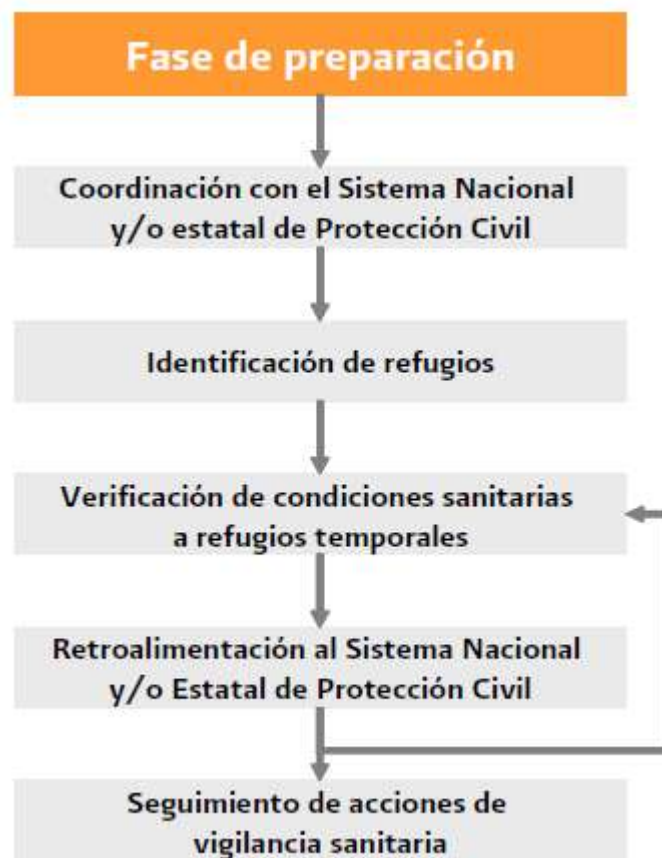 Fase de preparación
Coordinación con el Sistema Nacional
y/o estatal de Protección Civil
Identificación de refugios
Verificación de condiciones sanitarias
a refugios temporales
Retroalimentación al Sistema Nacional
y/o Estatal de Protección Civil
Seguimiento de acciones de
vigilancia sanitaria